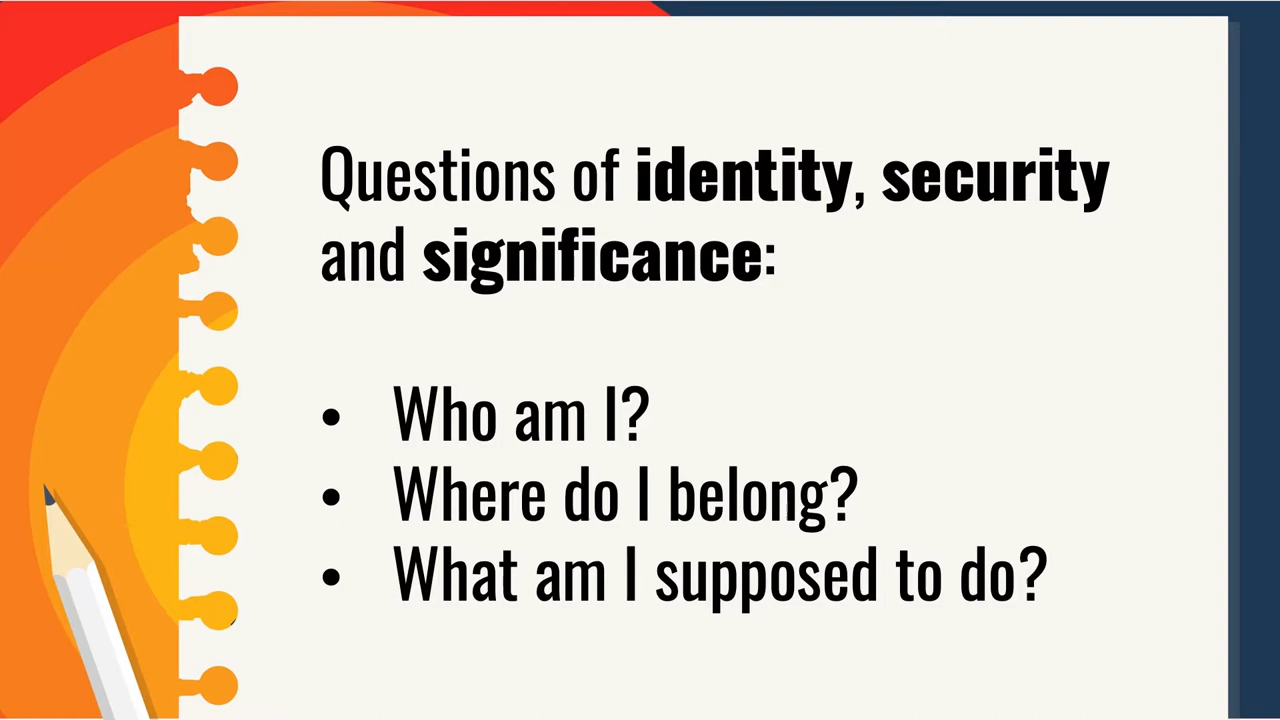 Questions of identity, security
and significance:
• Who am I?
• Where do I belong?
• What am I supposed to do?